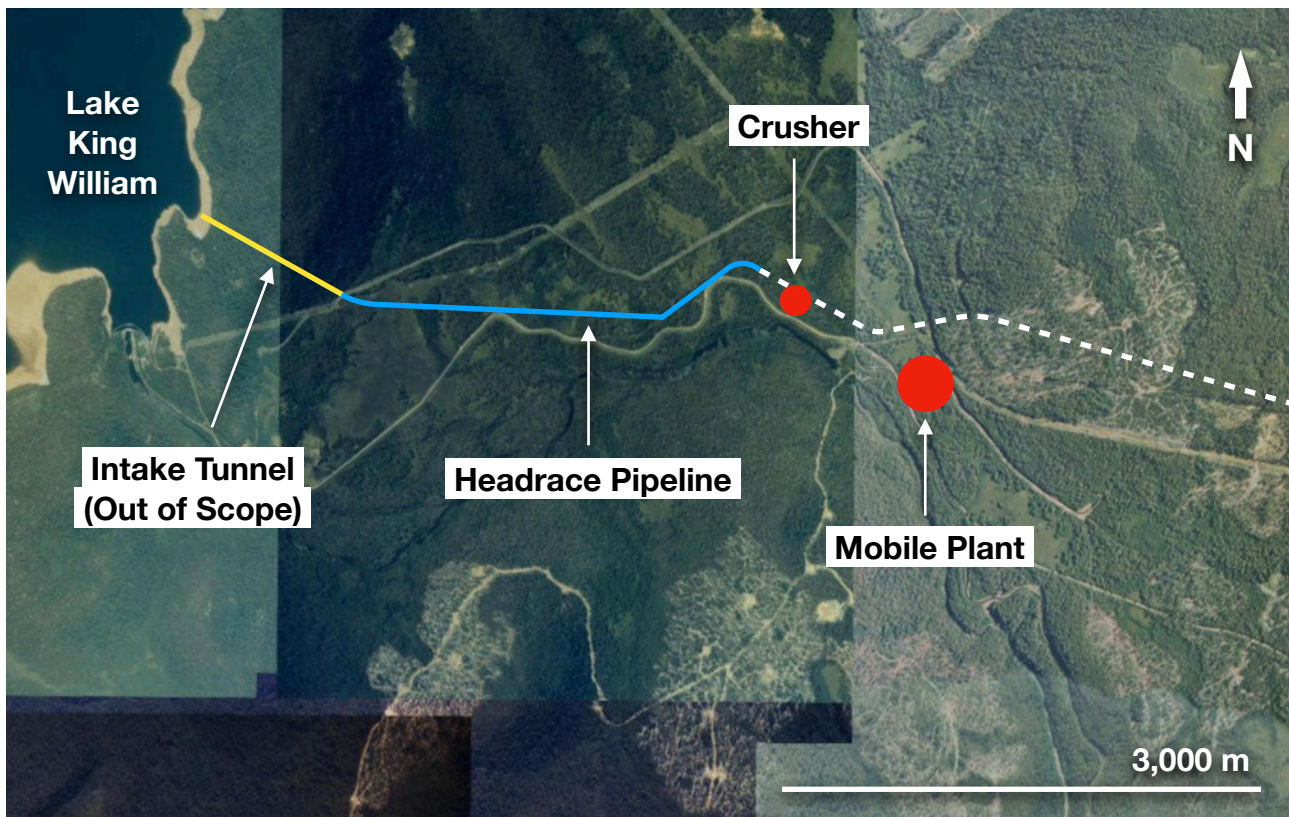 Lake
King
William
Crusher
N
Intake Tunnel
(Out of Scope)
Headrace Pipeline
Mobile Plant
3,000 m